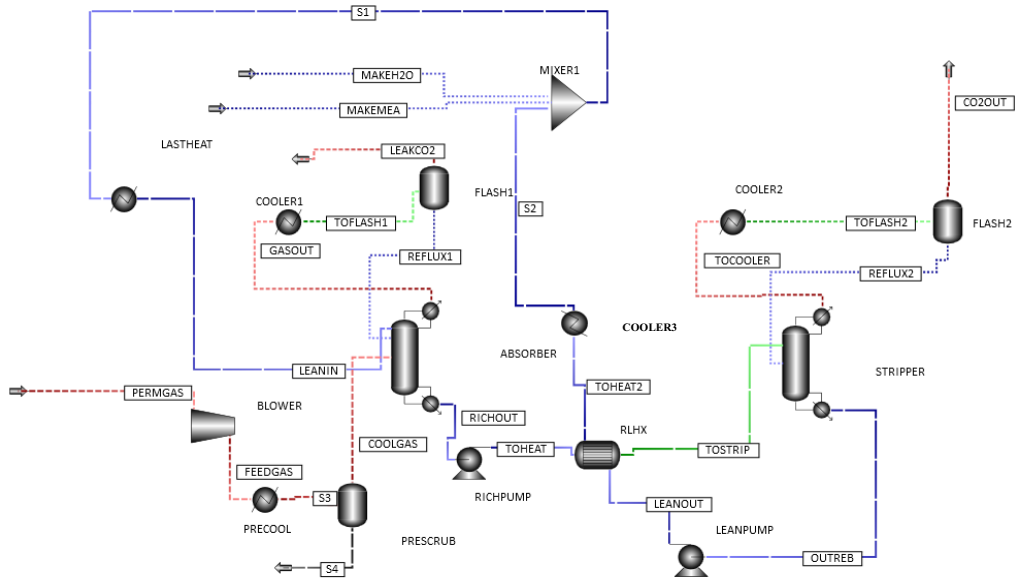 S1
MIXER1
MAKEH2O
MAKEMEA
CO2OUT
LASTHEAT
LEAKCO2
COOLER1
FLASH1
COOLER2
TOFLASH1
S2
TOFLASH2
FLASH2
GASOUT
REFLUX1
TOCOOLER
REFLUX2
COOLER3
ABSORBER
LEANIN
STRIPPER
TOHEAT2
PERMGAS
BLOWER
RICHOUT
RLHX
COOLGAS
TOHEAT
TOSTRIP
FEEDGAS
S3
RICHPUMP
LEANOUT
PRECOOL
LEANPUMP
PRESCRUB
OUTREB
S4